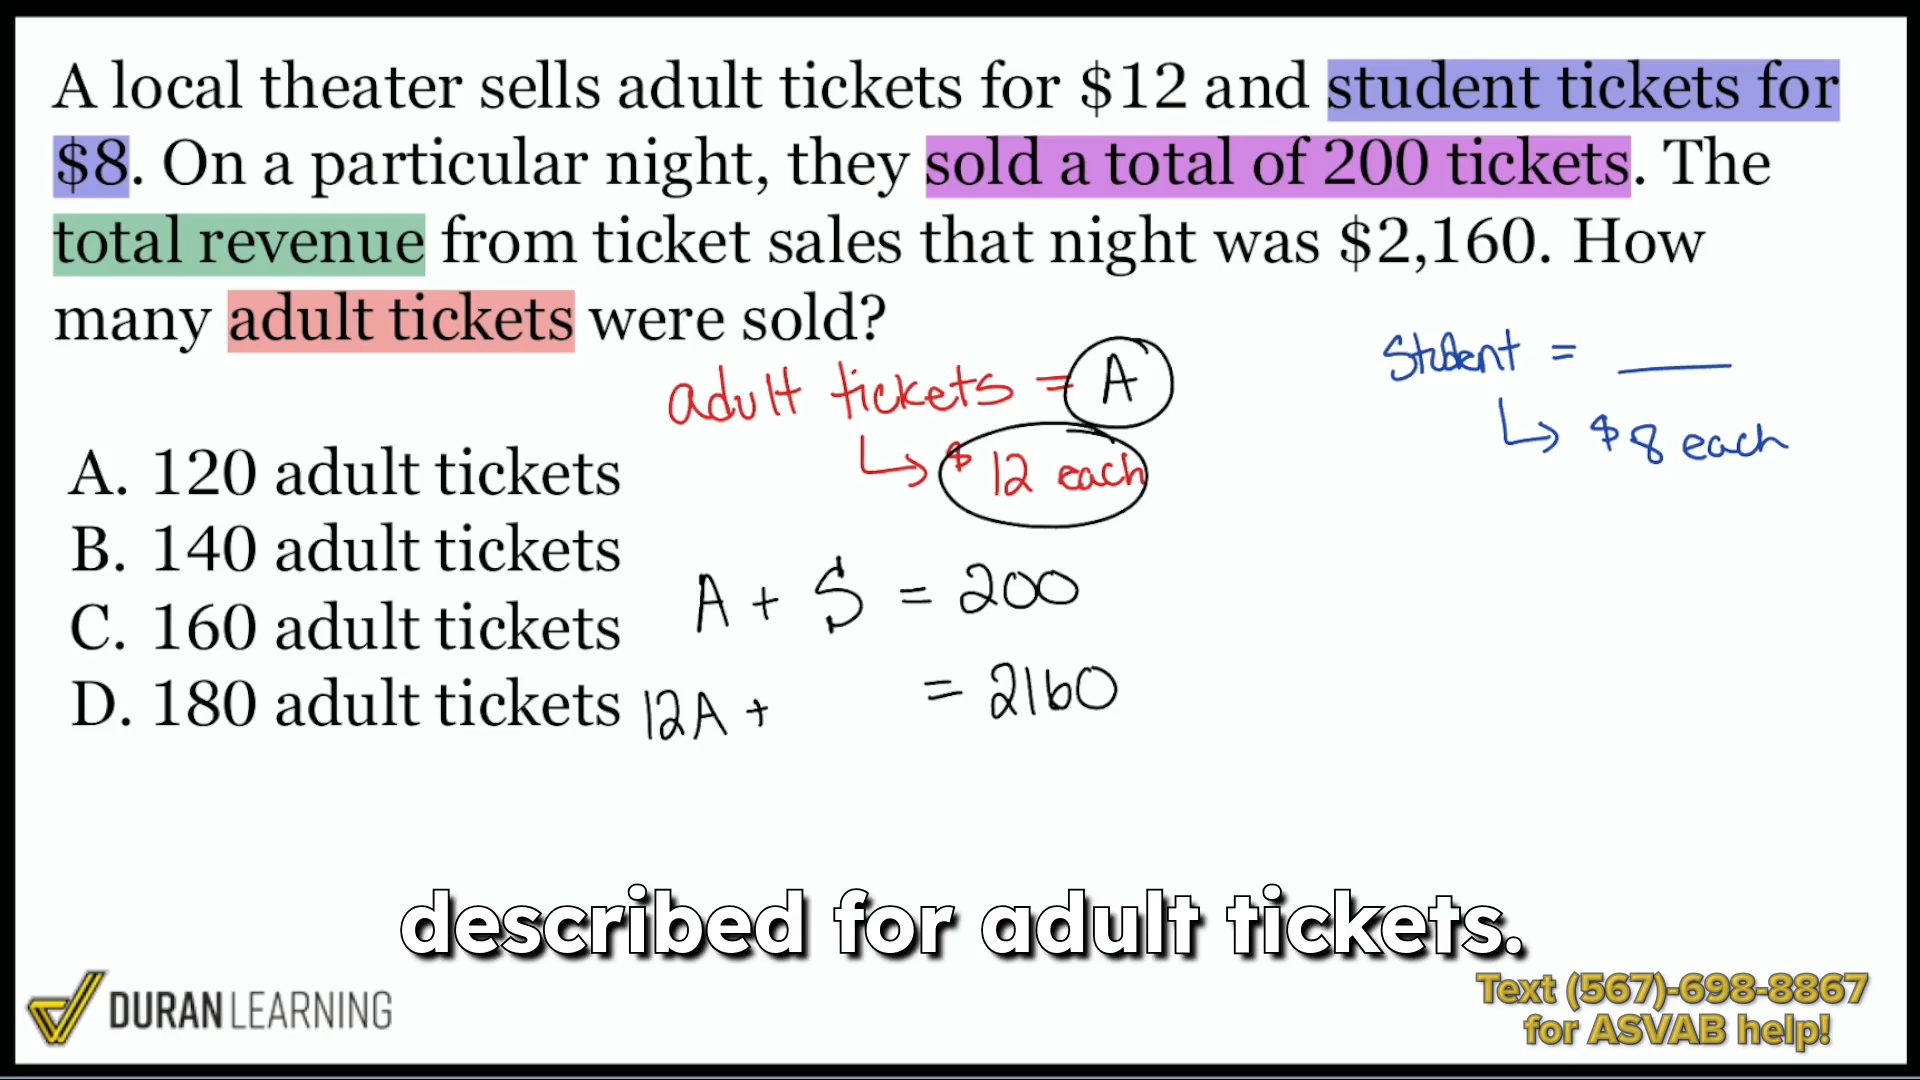 A local theater sells adult tickets for $12 and student tickets for
$8. On a particular night, they sold a total of 200 tickets. The
total revenue from ticket sales that night was $2,160. How
many adult tickets were sold?
adult tickets = A
↳ $12 each
student = ____
↳ $8 each
A. 120 adult tickets
B. 140 adult tickets
C. 160 adult tickets
D. 180 adult tickets
A + S = 200
12A + = 2160
described for adult tickets.
DURAN LEARNING
Text (567)-698-8867
for ASVAB help!